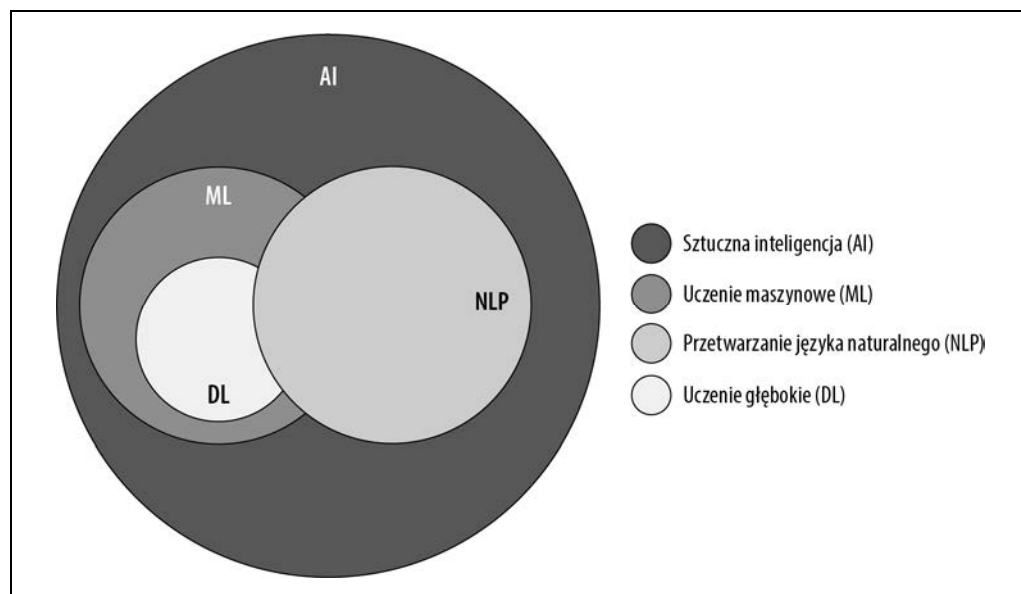 AI
ML
NLP
DL
Sztuczna inteligencja (AI)
Uczenie maszynowe (ML)
Przetwarzanie języka naturalnego (NLP)
Uczenie głębokie (DL)